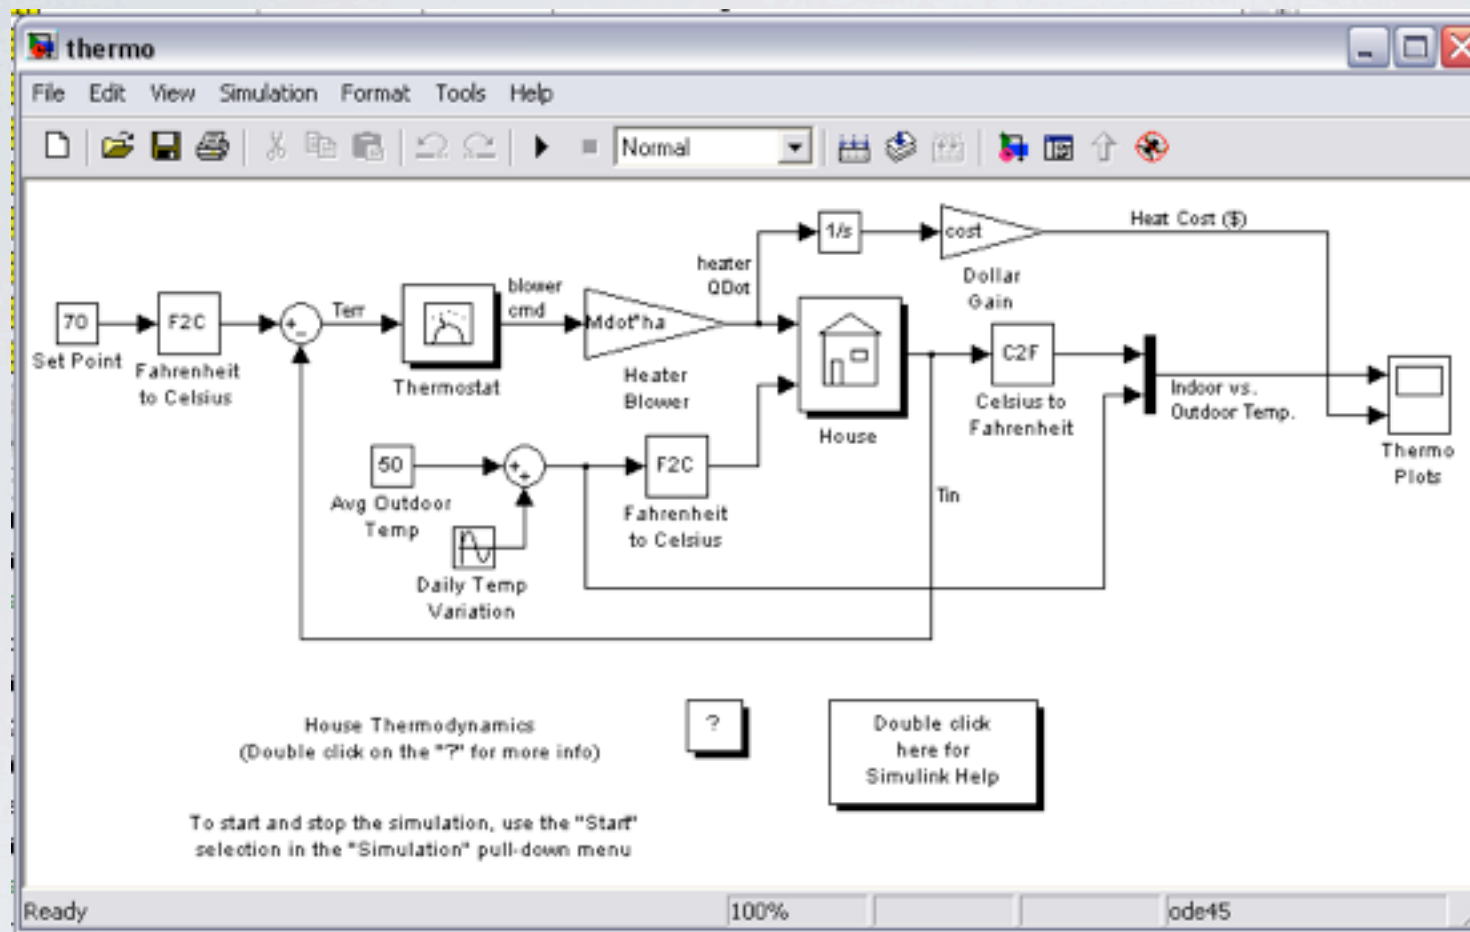 thermo
File Edit View Simulation Format Tools Help
Normal
Heat Cost ($)
1/s
cost
heater
QDot
Dollar
Gain
blower
cmd
Terr
70
F2C
Mdot*ha
Set Point
Fahrenheit
to Celsius
Thermostat
Heater
Blower
House
C2F
Celsius to
Fahrenheit
Indoor vs.
Outdoor Temp.
Thermo
Plots
50
F2C
Avg Outdoor
Temp
Fahrenheit
to Celsius
Tin
Daily Temp
Variation
House Thermodynamics
(Double click on the "?" for more info)
?
Double click
here for
Simulink Help
To start and stop the simulation, use the "Start"
selection in the "Simulation" pull-down menu
Ready 100% ode45